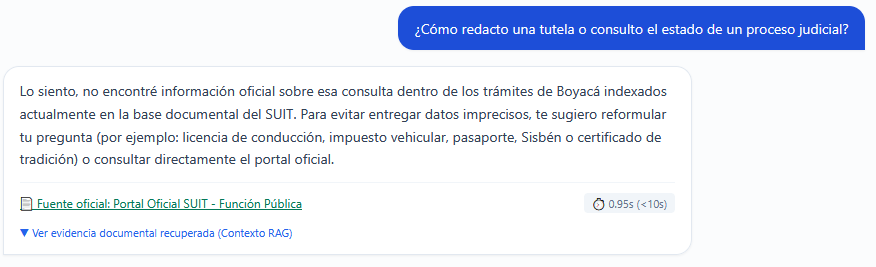 ¿Cómo redacto una tutela o consulto el estado de un proceso judicial?
Lo siento, no encontré información oficial sobre esa consulta dentro de los trámites de Boyacá indexados
actualmente en la base documental del SUIT. Para evitar entregar datos imprecisos, te sugiero reformular
tu pregunta (por ejemplo: licencia de conducción, impuesto vehicular, pasaporte, Sisbén o certificado de
tradición) o consultar directamente el portal oficial.
Fuente oficial: Portal Oficial SUIT - Función Pública
0.95s (<10s)
▼ Ver evidencia documental recuperada (Contexto RAG)